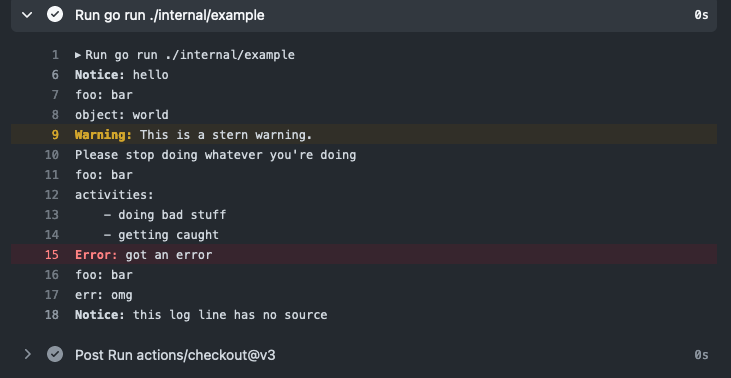 Run go run ./internal/example 0s
1 ▸ Run go run ./internal/example
6 Notice: hello
7 foo: bar
8 object: world
9 Warning: This is a stern warning.
10 Please stop doing whatever you're doing
11 foo: bar
12 activities:
13     - doing bad stuff
14     - getting caught
15 Error: got an error
16 foo: bar
17 err: omg
18 Notice: this log line has no source
Post Run actions/checkout@v3 0s